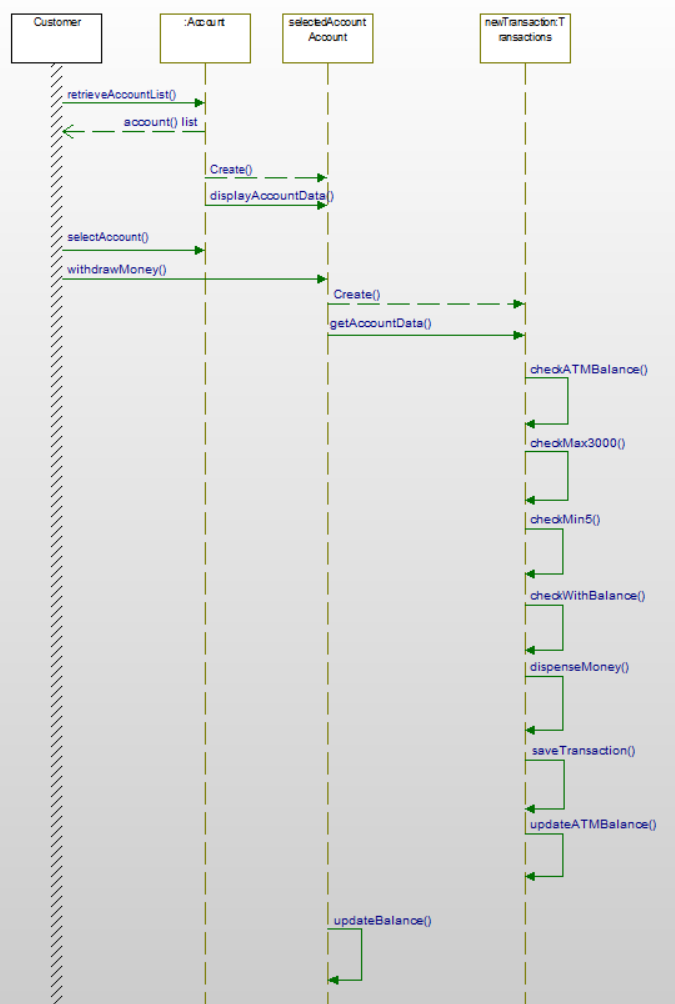 Customer
:Account
selectedAccount
Account
newTransaction:T
ransactions
retrieveAccountList()
account() list
Create()
displayAccountData()
selectAccount()
withdrawMoney()
Create()
getAccountData()
checkATMBalance()
checkMax3000()
checkMin5()
checkWithBalance()
dispenseMoney()
saveTransaction()
updateATMBalance()
updateBalance()